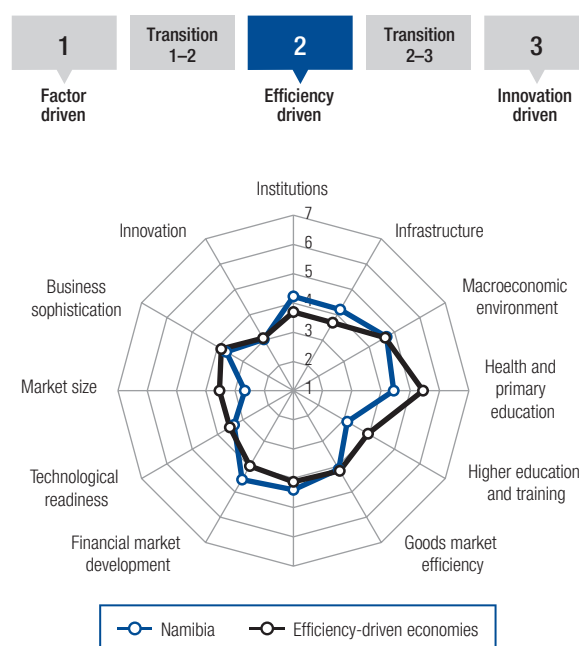 1
Transition
1–2
2
Transition
2–3
3
Factor
driven
Efficiency
driven
Innovation
driven
Institutions
7
6
5
4
3
2
1
Infrastructure
Macroeconomic
environment
Health and
primary
education
Higher education
and training
Goods market
efficiency
Financial market
development
Technological
readiness
Market size
Business
sophistication
Innovation
Namibia
Efficiency-driven economies